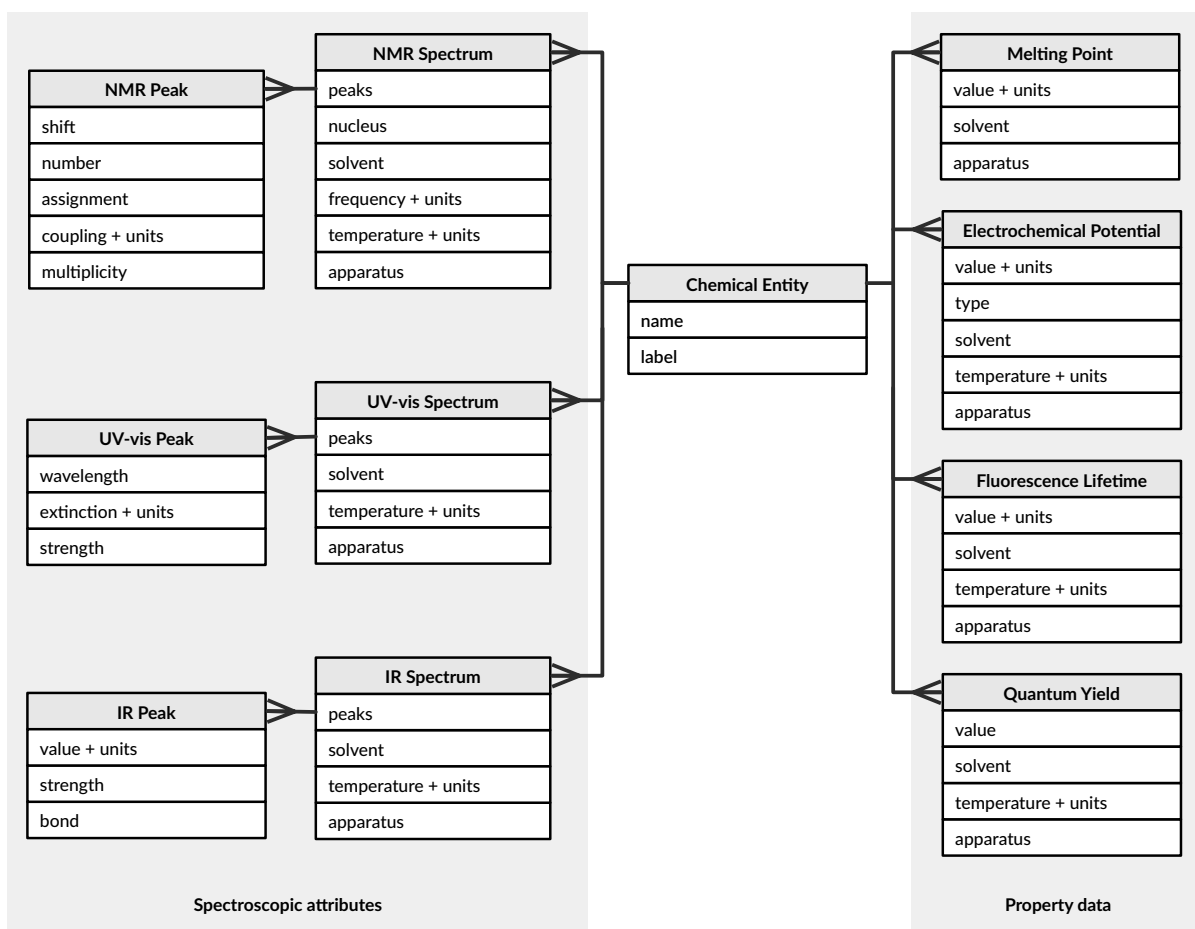 NMR Peak
shift
number
assignment
coupling + units
multiplicity
NMR Spectrum
peaks
nucleus
solvent
frequency + units
temperature + units
apparatus
UV-vis Peak
wavelength
extinction + units
strength
UV-vis Spectrum
peaks
solvent
temperature + units
apparatus
IR Peak
value + units
strength
bond
IR Spectrum
peaks
solvent
temperature + units
apparatus
Spectroscopic attributes
Chemical Entity
name
label
Melting Point
value + units
solvent
apparatus
Electrochemical Potential
value + units
type
solvent
temperature + units
apparatus
Fluorescence Lifetime
value + units
solvent
temperature + units
apparatus
Quantum Yield
value
solvent
temperature + units
apparatus
Property data